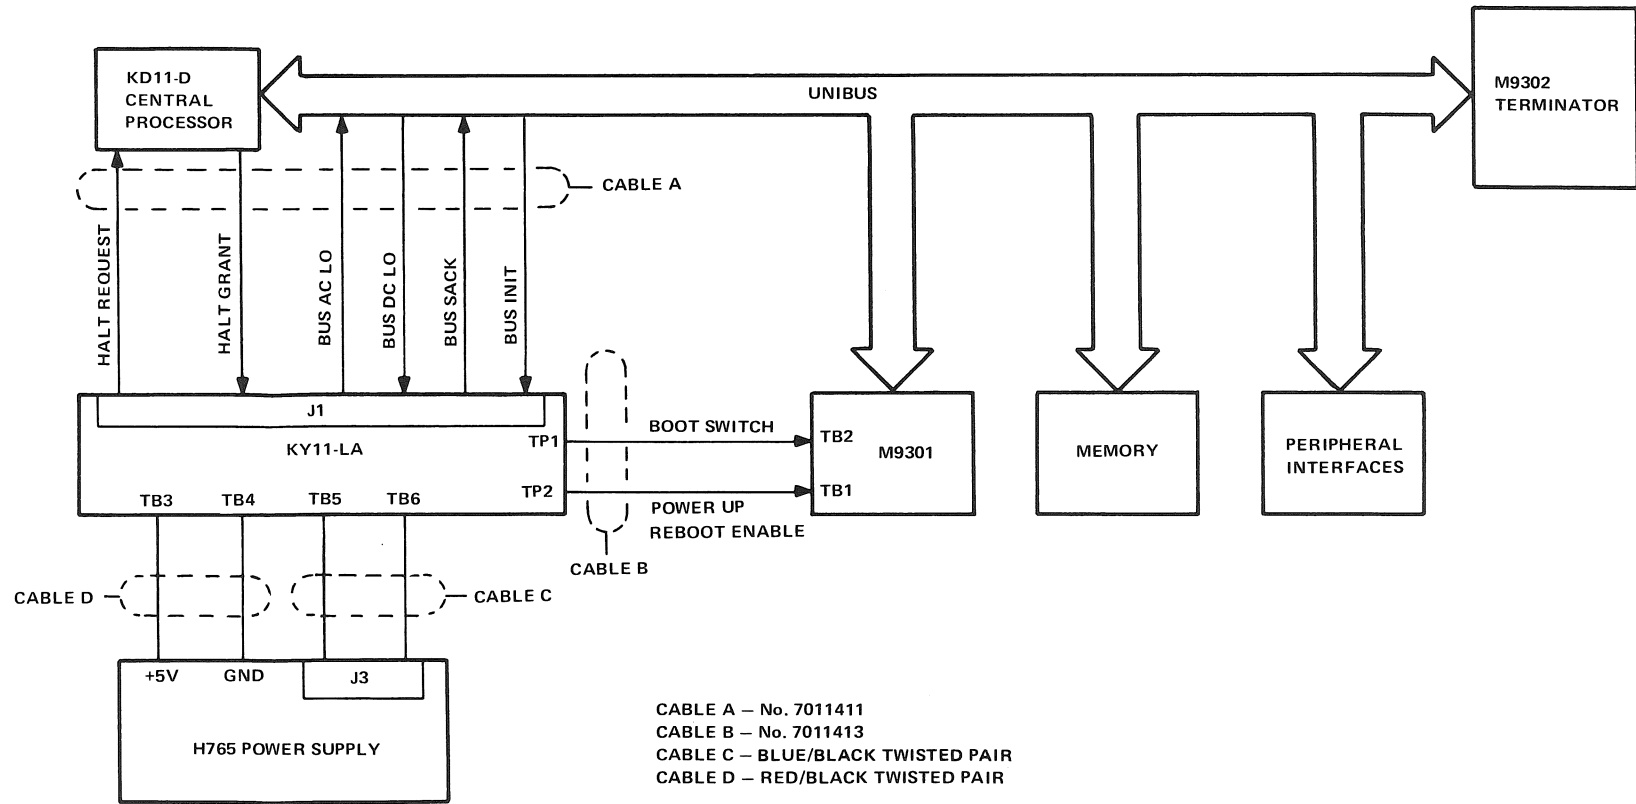 KD11-D
CENTRAL
PROCESSOR
UNIBUS
M9302
TERMINATOR
CABLE A
HALT REQUEST
HALT GRANT
BUS AC LO
BUS DC LO
BUS SACK
BUS INIT
J1
KY11-LA
TP1
TP2
TB3
TB4
TB5
TB6
BOOT SWITCH
POWER UP
REBOOT ENABLE
CABLE B
TB2
M9301
TB1
MEMORY
PERIPHERAL
INTERFACES
CABLE D
CABLE C
+5V
GND
J3
H765 POWER SUPPLY
CABLE A – No. 7011411
CABLE B – No. 7011413
CABLE C – BLUE/BLACK TWISTED PAIR
CABLE D – RED/BLACK TWISTED PAIR